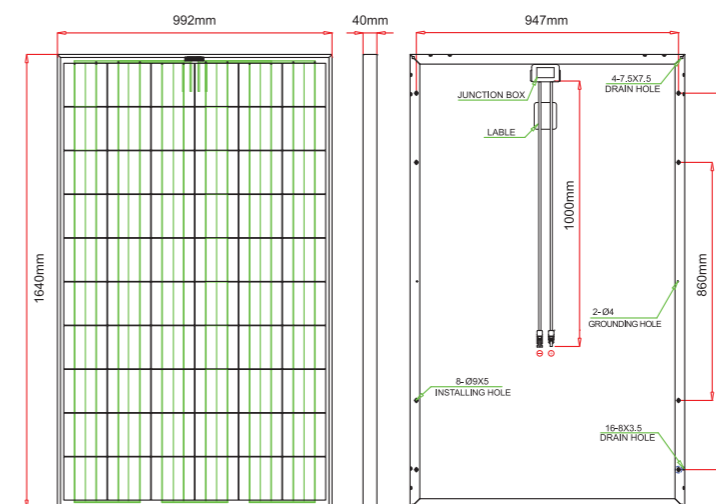 992mm
40mm
947mm
4-7.5X7.5
DRAIN HOLE
JUNCTION BOX
LABLE
1640mm
1000mm
860mm
2-Ø4
GROUNDING HOLE
8-Ø9X5
INSTALLING HOLE
16-8X3.5
DRAIN HOLE